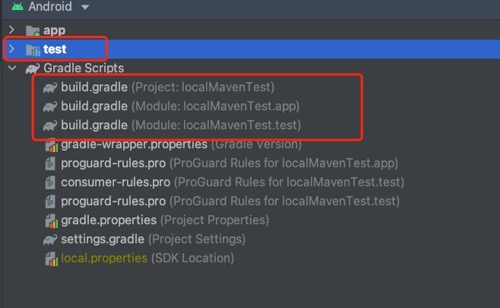 Android
app
test
Gradle Scripts
build.gradle (Project: localMavenTest)
build.gradle (Module: localMavenTest.app)
build.gradle (Module: localMavenTest.test)
gradle-wrapper.properties (Gradle Version)
proguard-rules.pro (ProGuard Rules for localMavenTest.app)
consumer-rules.pro (ProGuard Rules for localMavenTest.test)
proguard-rules.pro (ProGuard Rules for localMavenTest.test)
gradle.properties (Project Properties)
settings.gradle (Project Settings)
local.properties (SDK Location)